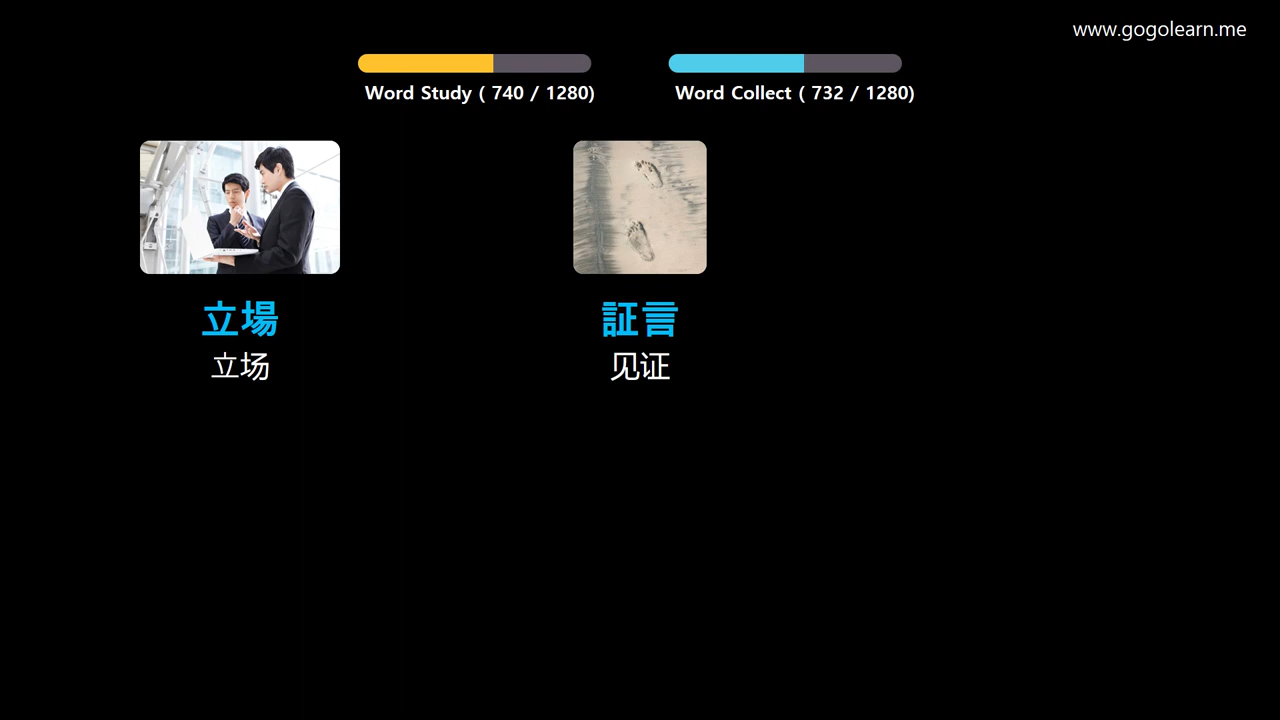 www.gogolearn.me
Word Study ( 740 / 1280)
Word Collect ( 732 / 1280)
立場
証言
立场
见证